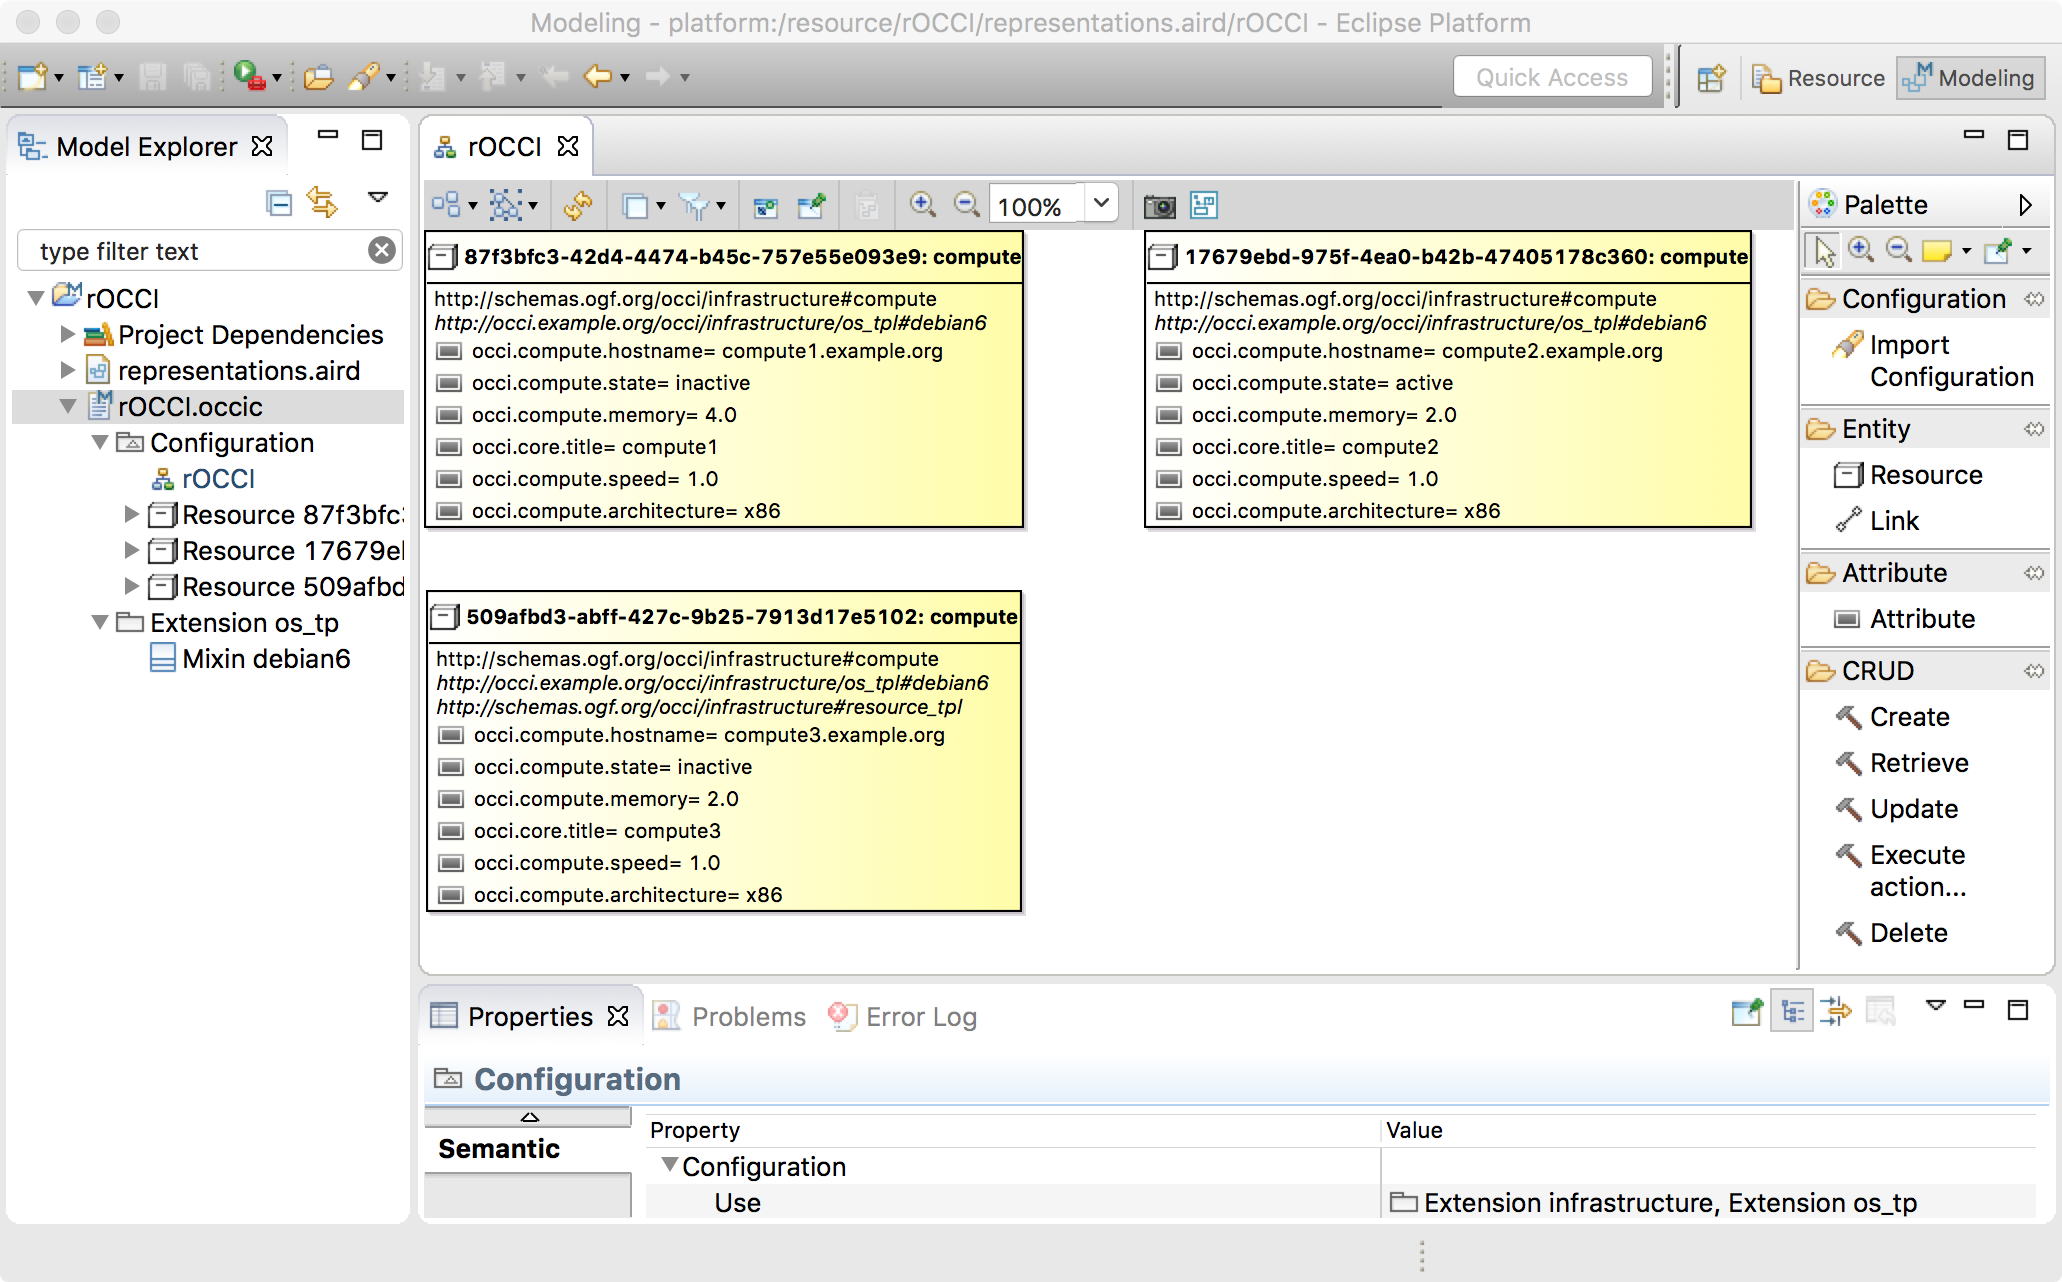 Modeling - platform:/resource/rOCCI/representations.aird/rOCCI - Eclipse Platform
Quick Access
Resource
Modeling
Model Explorer
type filter text
rOCCI
Project Dependencies
representations.aird
rOCCI.occic
Configuration
rOCCI
Resource 87f3bfc
Resource 17679e
Resource 509afbd
Extension os_tp
Mixin debian6
rOCCI
100%
87f3bfc3-42d4-4474-b45c-757e55e093e9: compute
http://schemas.ogf.org/occi/infrastructure#compute
http://occi.example.org/occi/infrastructure/os_tpl#debian6
occi.compute.hostname= compute1.example.org
occi.compute.state= inactive
occi.compute.memory= 4.0
occi.core.title= compute1
occi.compute.speed= 1.0
occi.compute.architecture= x86
17679ebd-975f-4ea0-b42b-47405178c360: compute
http://schemas.ogf.org/occi/infrastructure#compute
http://occi.example.org/occi/infrastructure/os_tpl#debian6
occi.compute.hostname= compute2.example.org
occi.compute.state= active
occi.compute.memory= 2.0
occi.core.title= compute2
occi.compute.speed= 1.0
occi.compute.architecture= x86
509afbd3-abff-427c-9b25-7913d17e5102: compute
http://schemas.ogf.org/occi/infrastructure#compute
http://occi.example.org/occi/infrastructure/os_tpl#debian6
http://schemas.ogf.org/occi/infrastructure#resource_tpl
occi.compute.hostname= compute3.example.org
occi.compute.state= inactive
occi.compute.memory= 2.0
occi.core.title= compute3
occi.compute.speed= 1.0
occi.compute.architecture= x86
Palette
Configuration
Import
Configuration
Entity
Resource
Link
Attribute
Attribute
CRUD
Create
Retrieve
Update
Execute
action...
Delete
Properties
Problems
Error Log
Configuration
Semantic
Property
Value
Configuration
Use
Extension infrastructure, Extension os_tp